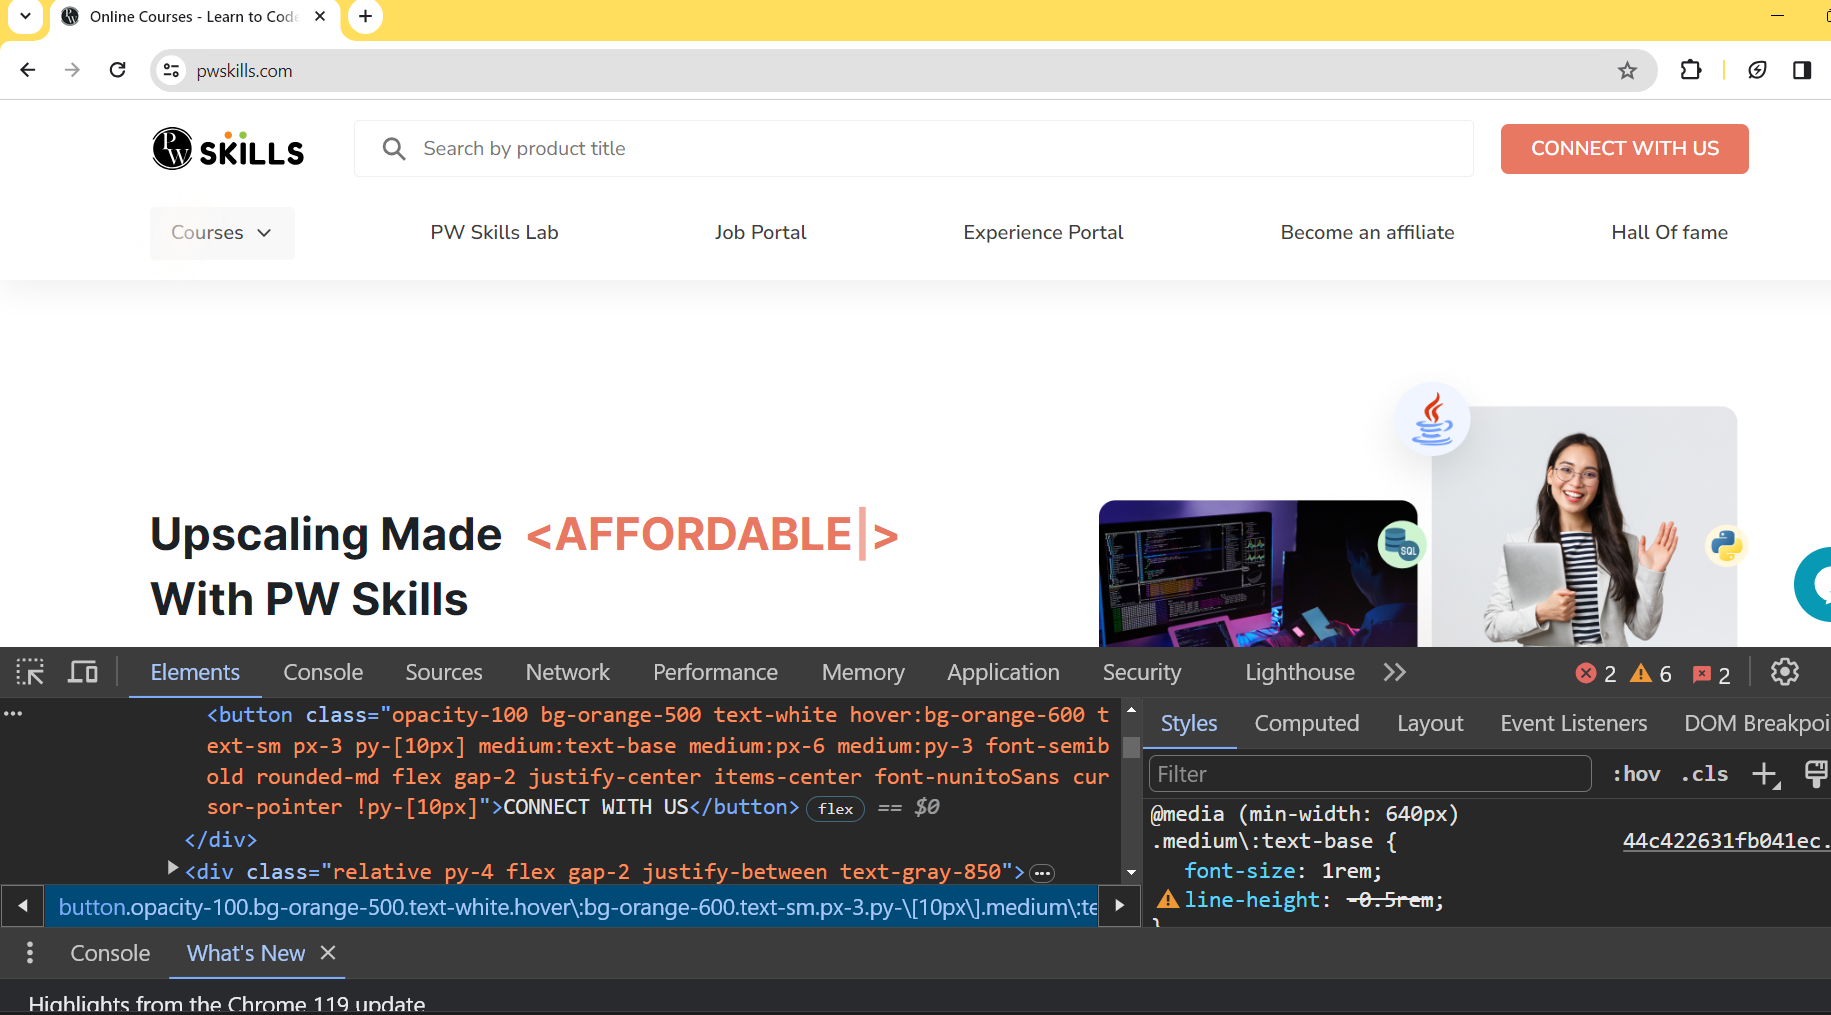 Online Courses - Learn to Code
pwskills.com
PW SKILLS
Search by product title
CONNECT WITH US
Courses
PW Skills Lab
Job Portal
Experience Portal
Become an affiliate
Hall Of fame
Upscaling Made <AFFORDABLE|>
With PW Skills
SQL
Elements Console Sources Network Performance Memory Application Security Lighthouse 2 6 2
<button class="opacity-100 bg-orange-500 text-white hover:bg-orange-600 t
ext-sm px-3 py-[10px] medium:text-base medium:px-6 medium:py-3 font-semib
old rounded-md flex gap-2 justify-center items-center font-nunitoSans cur
sor-pointer !py-[10px]">CONNECT WITH US</button> flex == $0
</div>
<div class="relative py-4 flex gap-2 justify-between text-gray-850">
button.opacity-100.bg-orange-500.text-white.hover\:bg-orange-600.text-sm.px-3.py-\[10px\].medium\:te
Styles Computed Layout Event Listeners DOM Breakpoi
Filter :hov .cls
@media (min-width: 640px)
.medium\:text-base { 44c422631fb041ec.
font-size: 1rem;
line-height: -0.5rem;
}
Console What's New
Highlights from the Chrome 119 update